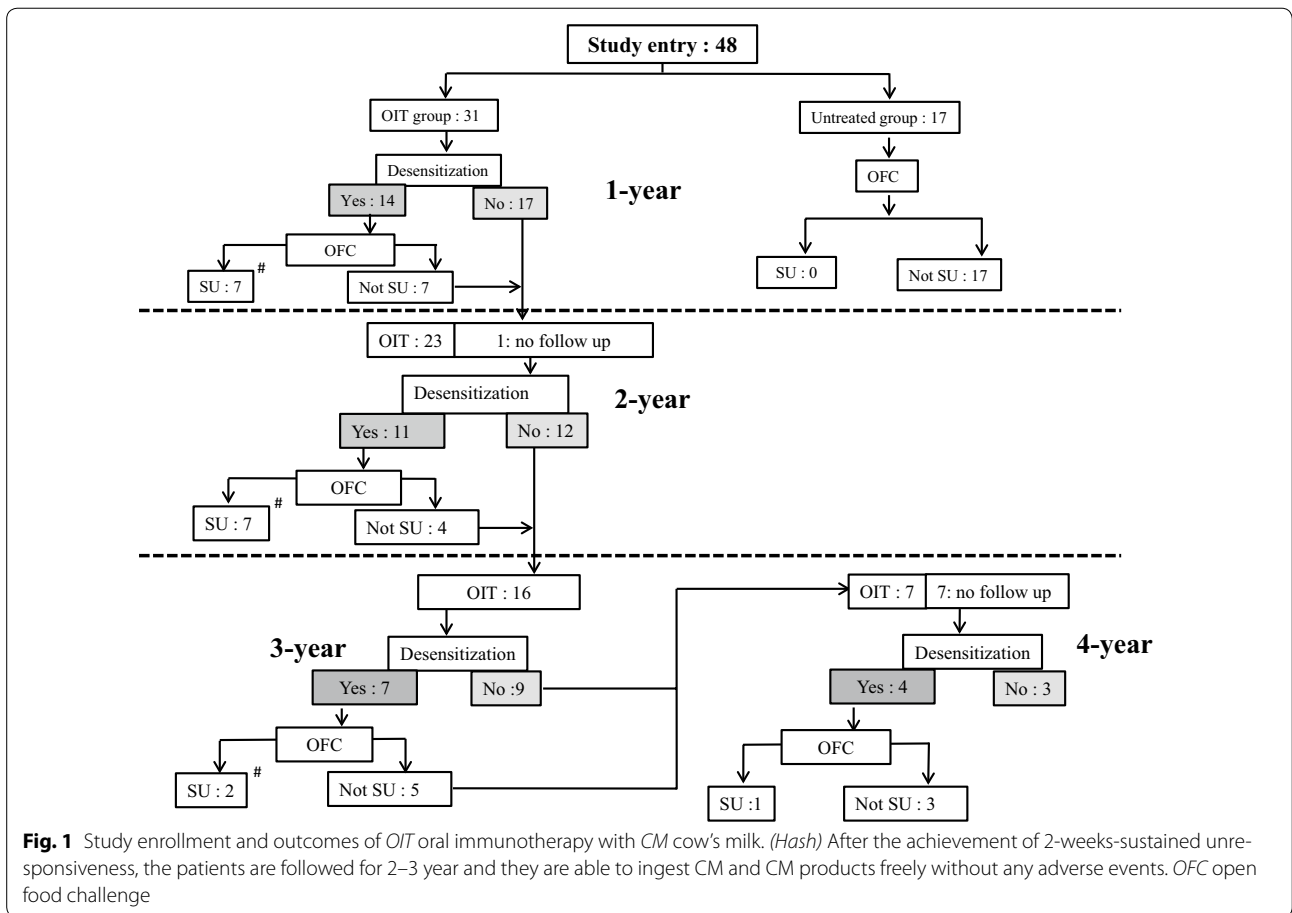 Study entry : 48
OIT group : 31
Untreated group : 17
Desensitization
OFC
1-year
Yes : 14
No : 17
OFC
SU : 7
#
Not SU : 7
SU : 0
Not SU : 17
OIT : 23
1: no follow up
Desensitization
2-year
Yes : 11
No : 12
OFC
SU : 7
#
Not SU : 4
OIT : 16
3-year
Desensitization
Yes : 7
No :9
OFC
SU : 2
#
Not SU : 5
OIT : 7
7: no follow up
Desensitization
4-year
Yes : 4
No : 3
OFC
SU :1
Not SU : 3
Fig. 1 Study enrollment and outcomes of OIT oral immunotherapy with CM cow's milk. (Hash) After the achievement of 2-weeks-sustained unre-
sponsiveness, the patients are followed for 2–3 year and they are able to ingest CM and CM products freely without any adverse events. OFC open
food challenge